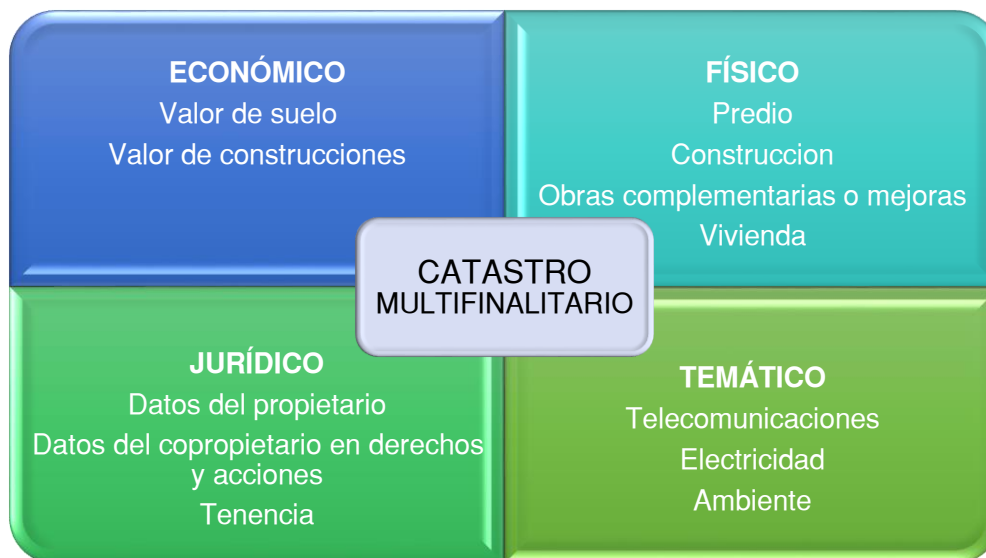 ECONÓMICO
Valor de suelo
Valor de construcciones
FÍSICO
Predio
Construccion
Obras complementarias o mejoras
Vivienda
CATASTRO
MULTIFINALITARIO
JURÍDICO
Datos del propietario
Datos del copropietario en derechos
y acciones
Tenencia
TEMÁTICO
Telecomunicaciones
Electricidad
Ambiente